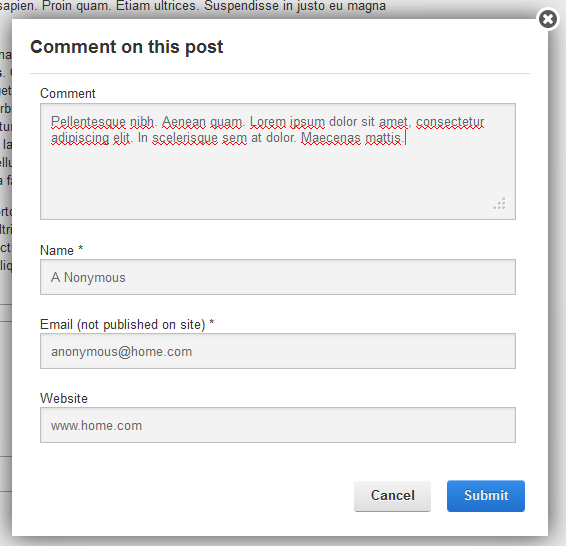 sapien. Proin quam. Etiam ultrices. Suspendisse in justo eu magna
Comment on this post
Comment
Pellentesque nibh. Aenean quam. Lorem ipsum dolor sit amet, consectetur
adipiscing elit. In scelerisque sem at dolor. Maecenas mattis.
Name *
A Nonymous
Email (not published on site) *
anonymous@home.com
Website
www.home.com
Cancel
Submit